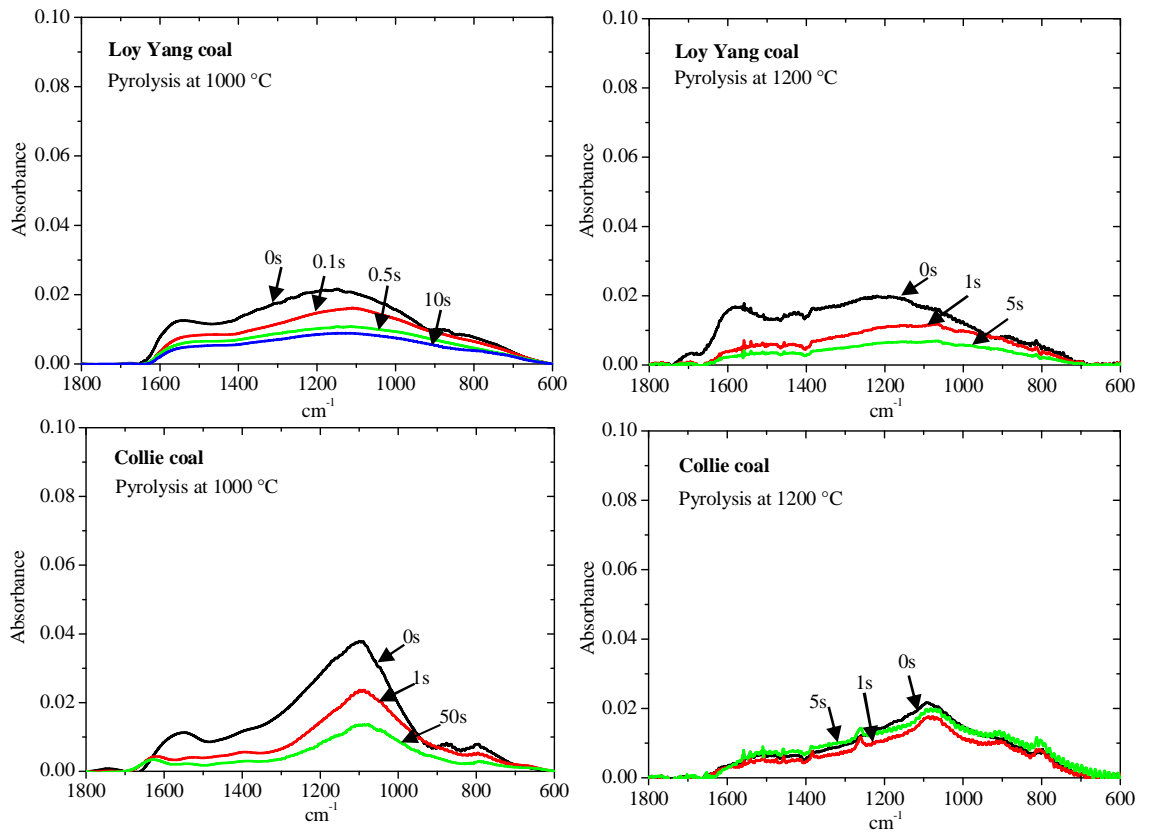 Loy Yang coal
Pyrolysis at 1000 °C
Absorbance
0.10
0.08
0.06
0.04
0.02
0.00
0s
0.1s
0.5s
10s
1800 1600 1400 1200 1000 800 600
cm-1
Loy Yang coal
Pyrolysis at 1200 °C
Absorbance
0.10
0.08
0.06
0.04
0.02
0.00
0s
1s
5s
1800 1600 1400 1200 1000 800 600
cm-1
Collie coal
Pyrolysis at 1000 °C
Absorbance
0.10
0.08
0.06
0.04
0.02
0.00
0s
1s
50s
1800 1600 1400 1200 1000 800 600
cm-1
Collie coal
Pyrolysis at 1200 °C
Absorbance
0.10
0.08
0.06
0.04
0.02
0.00
5s
1s
0s
1800 1600 1400 1200 1000 800 600
cm-1